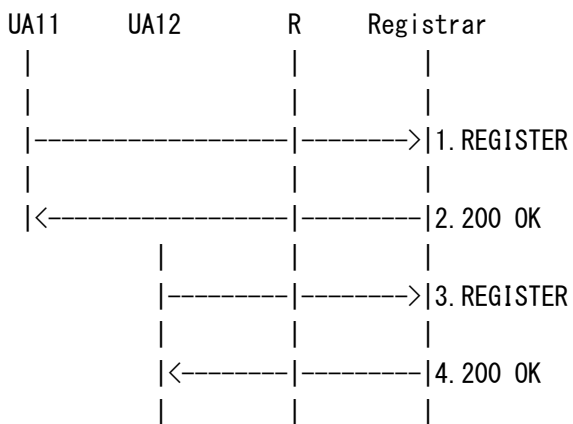 UA11 UA12 R Registrar
1.REGISTER
2.200 OK
3.REGISTER
4.200 OK